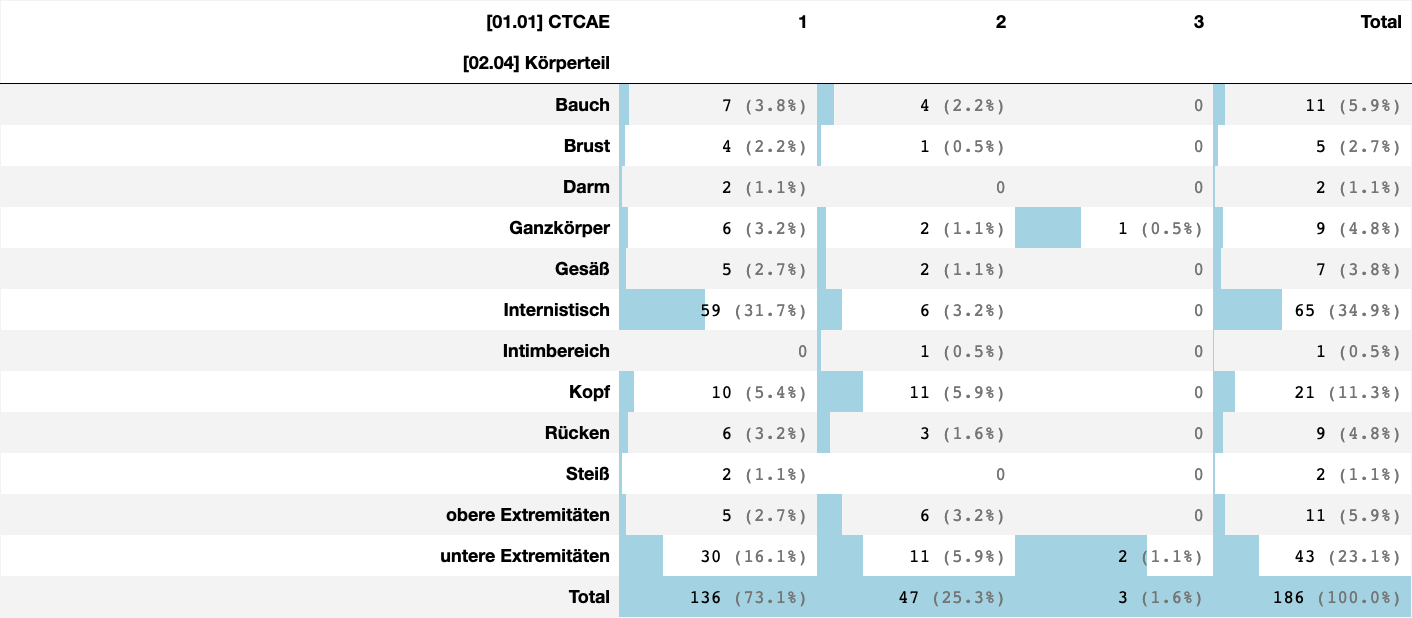 [01.01] CTCAE 1 2 3 Total
[02.04] Körperteil
Bauch 7 (3.8%) 4 (2.2%) 0 11 (5.9%)
Brust 4 (2.2%) 1 (0.5%) 0 5 (2.7%)
Darm 2 (1.1%) 0 0 2 (1.1%)
Ganzkörper 6 (3.2%) 2 (1.1%) 1 (0.5%) 9 (4.8%)
Gesäß 5 (2.7%) 2 (1.1%) 0 7 (3.8%)
Internistisch 59 (31.7%) 6 (3.2%) 0 65 (34.9%)
Intimbereich 0 1 (0.5%) 0 1 (0.5%)
Kopf 10 (5.4%) 11 (5.9%) 0 21 (11.3%)
Rücken 6 (3.2%) 3 (1.6%) 0 9 (4.8%)
Steiß 2 (1.1%) 0 0 2 (1.1%)
obere Extremitäten 5 (2.7%) 6 (3.2%) 0 11 (5.9%)
untere Extremitäten 30 (16.1%) 11 (5.9%) 2 (1.1%) 43 (23.1%)
Total 136 (73.1%) 47 (25.3%) 3 (1.6%) 186 (100.0%)